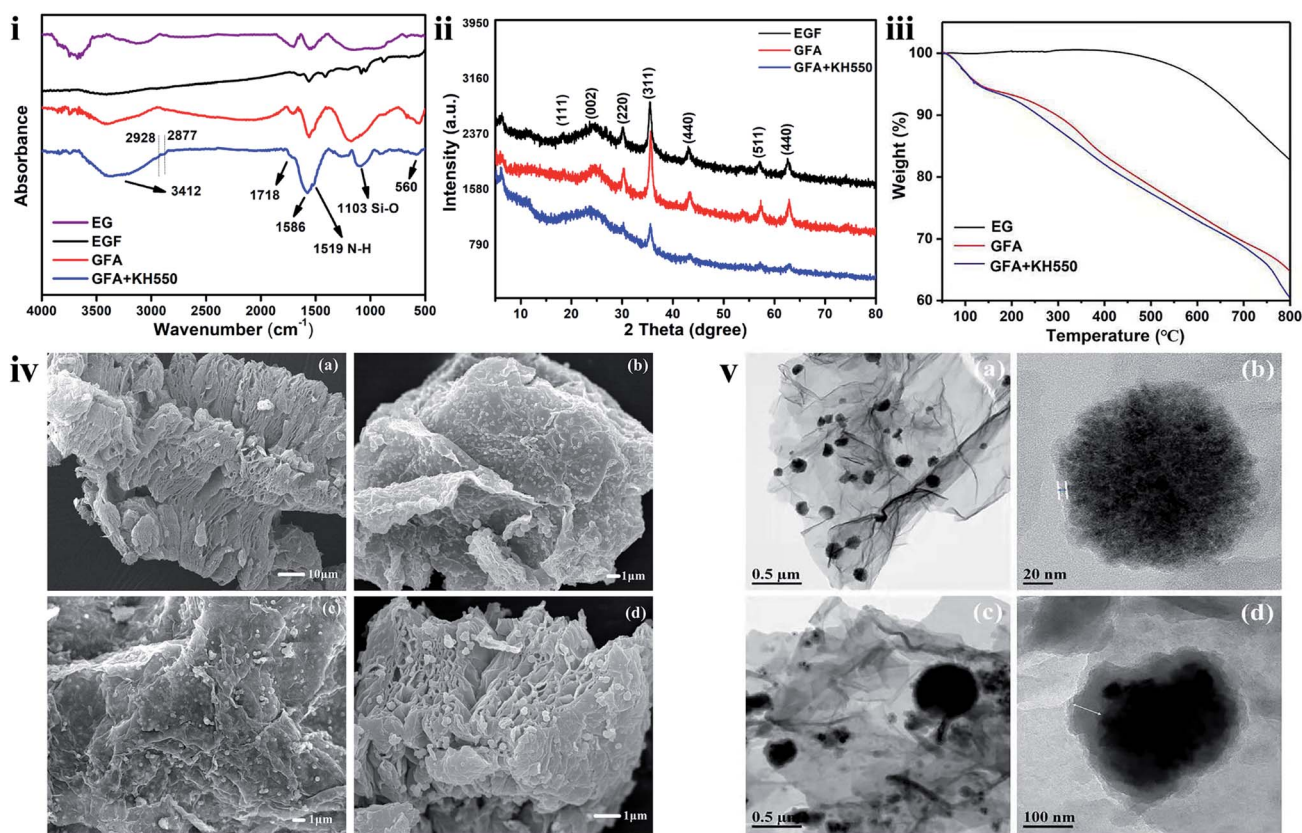 i
Absorbance
2928
2877
3412
1718
1586
1519 N-H
1103 Si-O
560
EG
EGF
GFA
GFA+KH550
4000 3500 3000 2500 2000 1500 1000 500
Wavenumber (cm-1)
ii
Intensity (a.u.)
3950
3160
2370
1580
790
EGF
GFA
GFA+KH550
(111)
(002)
(220)
(311)
(440)
(511)
(440)
10 20 30 40 50 60 70 80
2 Theta (dgree)
iii
Weight (%)
100
90
80
70
60
EG
GFA
GFA+KH550
100 200 300 400 500 600 700 800
Temperature (℃)
iv
(a)
10μm
(b)
1μm
(c)
1μm
(d)
1μm
v
(a)
0.5 μm
(b)
20 nm
(c)
0.5 μm
(d)
100 nm